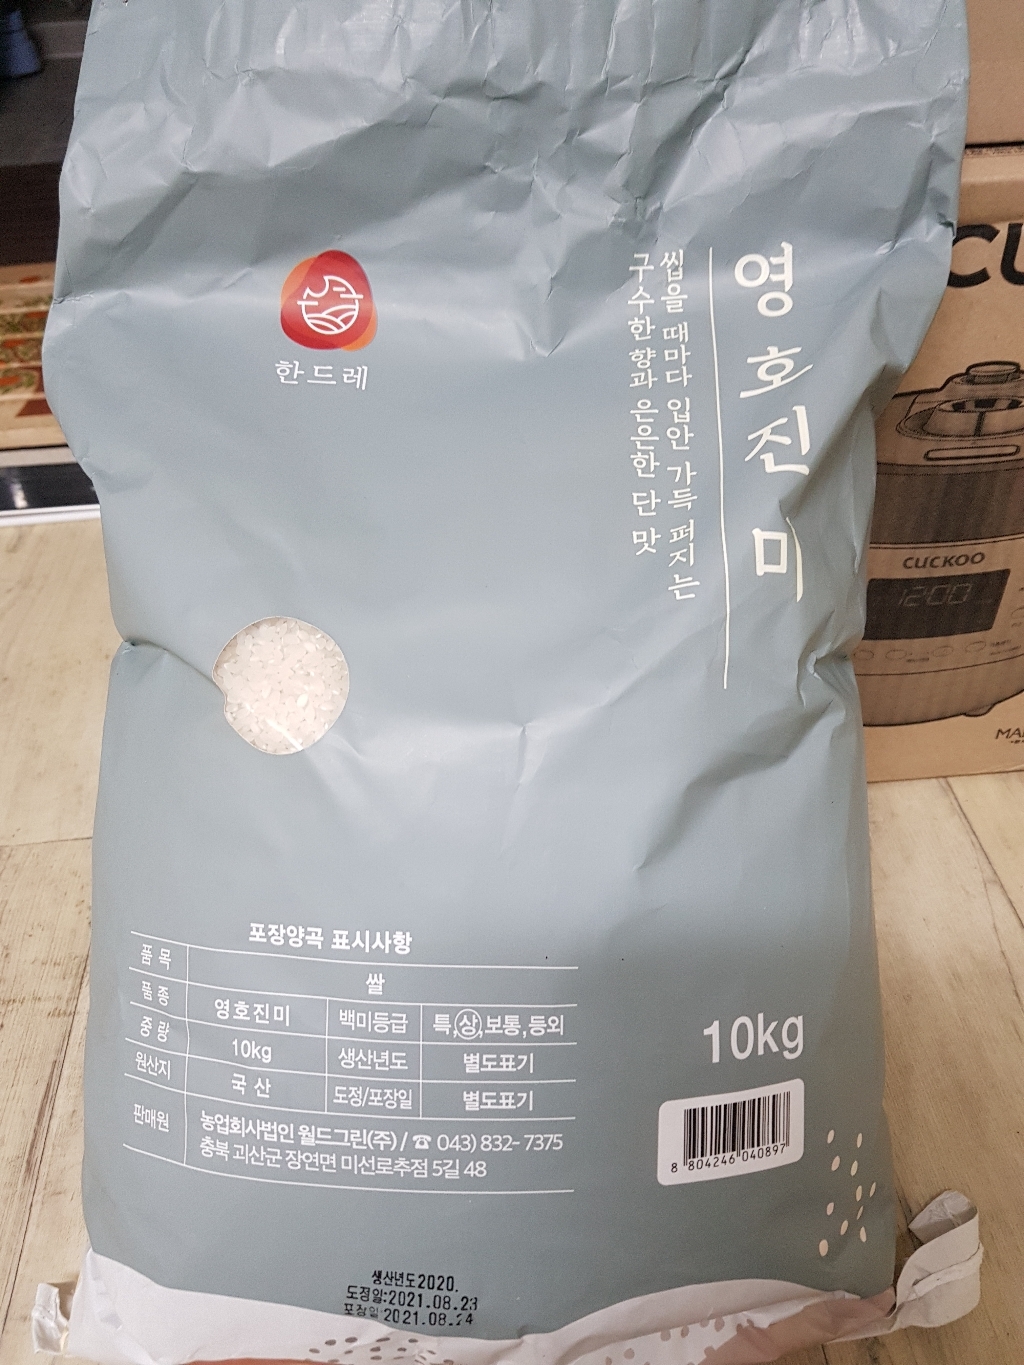 한드레
영호진미
씹을 때마다 입안 가득 퍼지는
구수한 향과 은은한 단 맛
CU
CUCKOO
12:00
포장양곡 표시사항
품 목 쌀
품 종 영호진미 백미등급 특,상,보통,등외
중 량 10kg 생산년도 별도표기
원산지 국 산 도정/포장일 별도표기
판매원 농업회사법인 월드그린(주) / ☎ 043) 832- 7375
충북 괴산군 장연면 미선로추점 5길 48
10kg
8 804246 040897
생산년도2020.
도정일:2021.08.23
포장일:2021.08.24